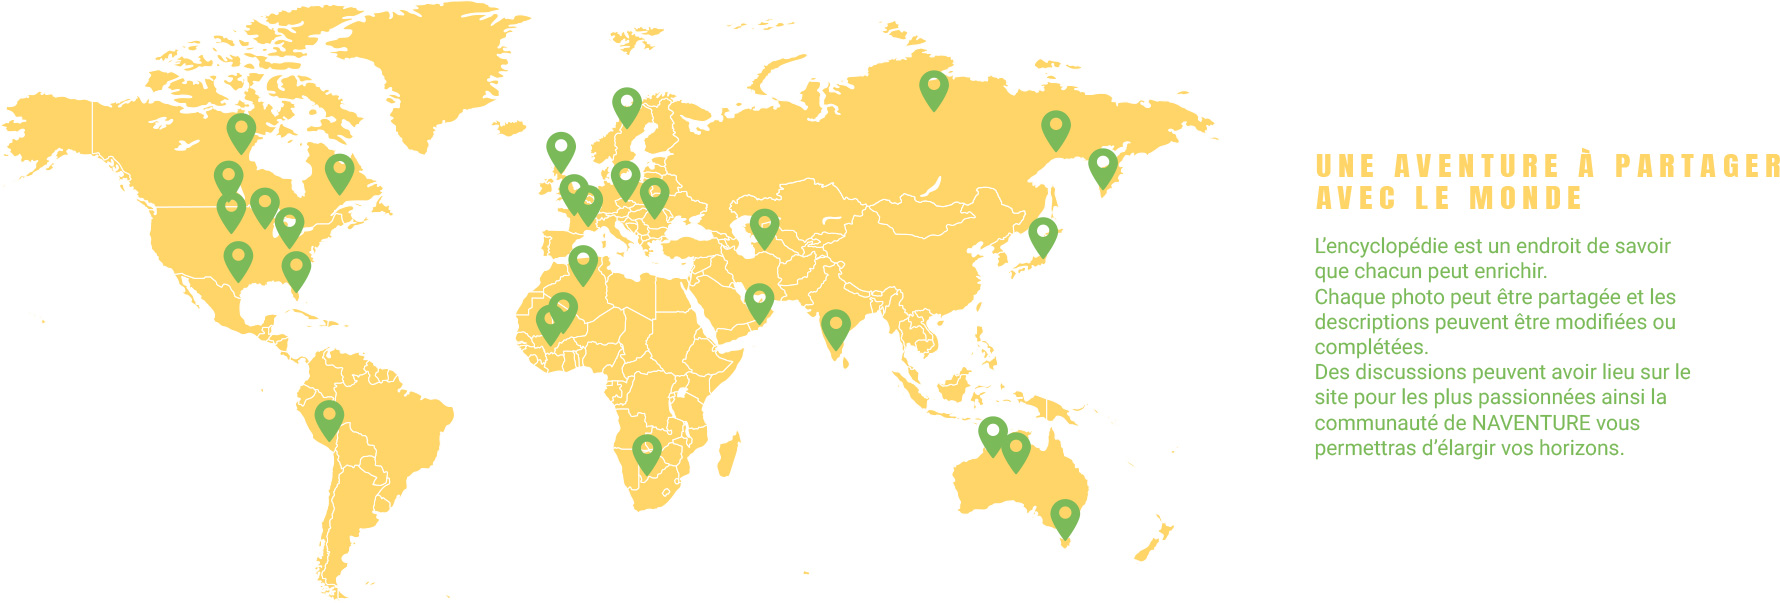 UNE AVENTURE À PARTAGER
AVEC LE MONDE
L’encyclopédie est un endroit de savoir
que chacun peut enrichir.
Chaque photo peut être partagée et les
descriptions peuvent être modifiées ou
complétées.
Des discussions peuvent avoir lieu sur le
site pour les plus passionnées ainsi la
communauté de NAVENTURE vous
permettras d’élargir vos horizons.